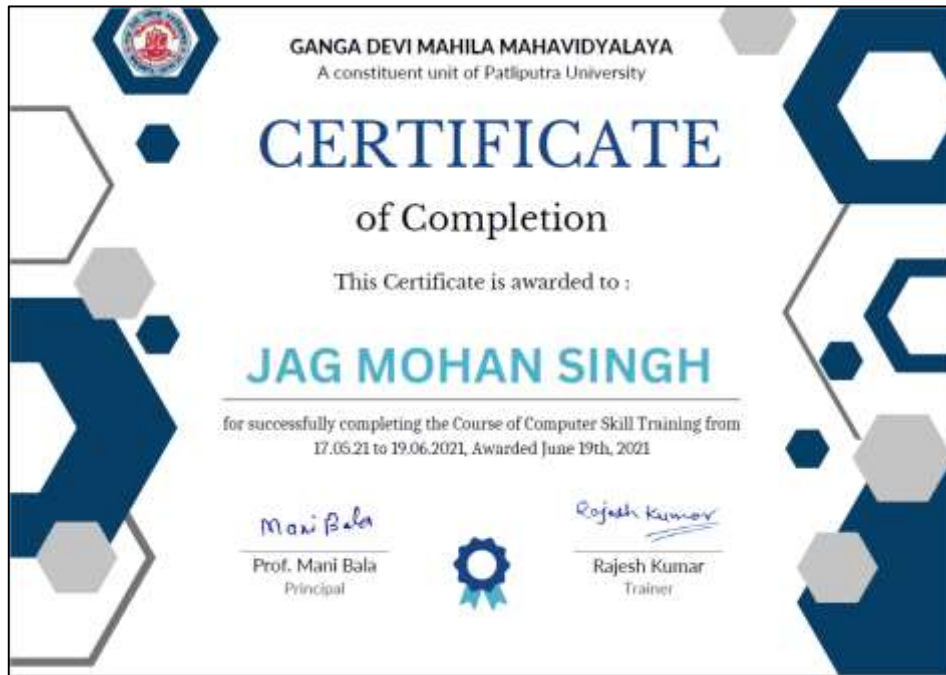 GANGA DEVI MAHILA MAHAVIDYALAYA
A constituent unit of Patliputra University
CERTIFICATE
of Completion
This Certificate is awarded to :
JAG MOHAN SINGH
for successfully completing the Course of Computer Skill Training from
17.05.21 to 19.06.2021, Awarded June 19th, 2021
Mani Bala
Rajesh Kumar
Prof. Mani Bala
Rajesh Kumar
Principal
Trainer